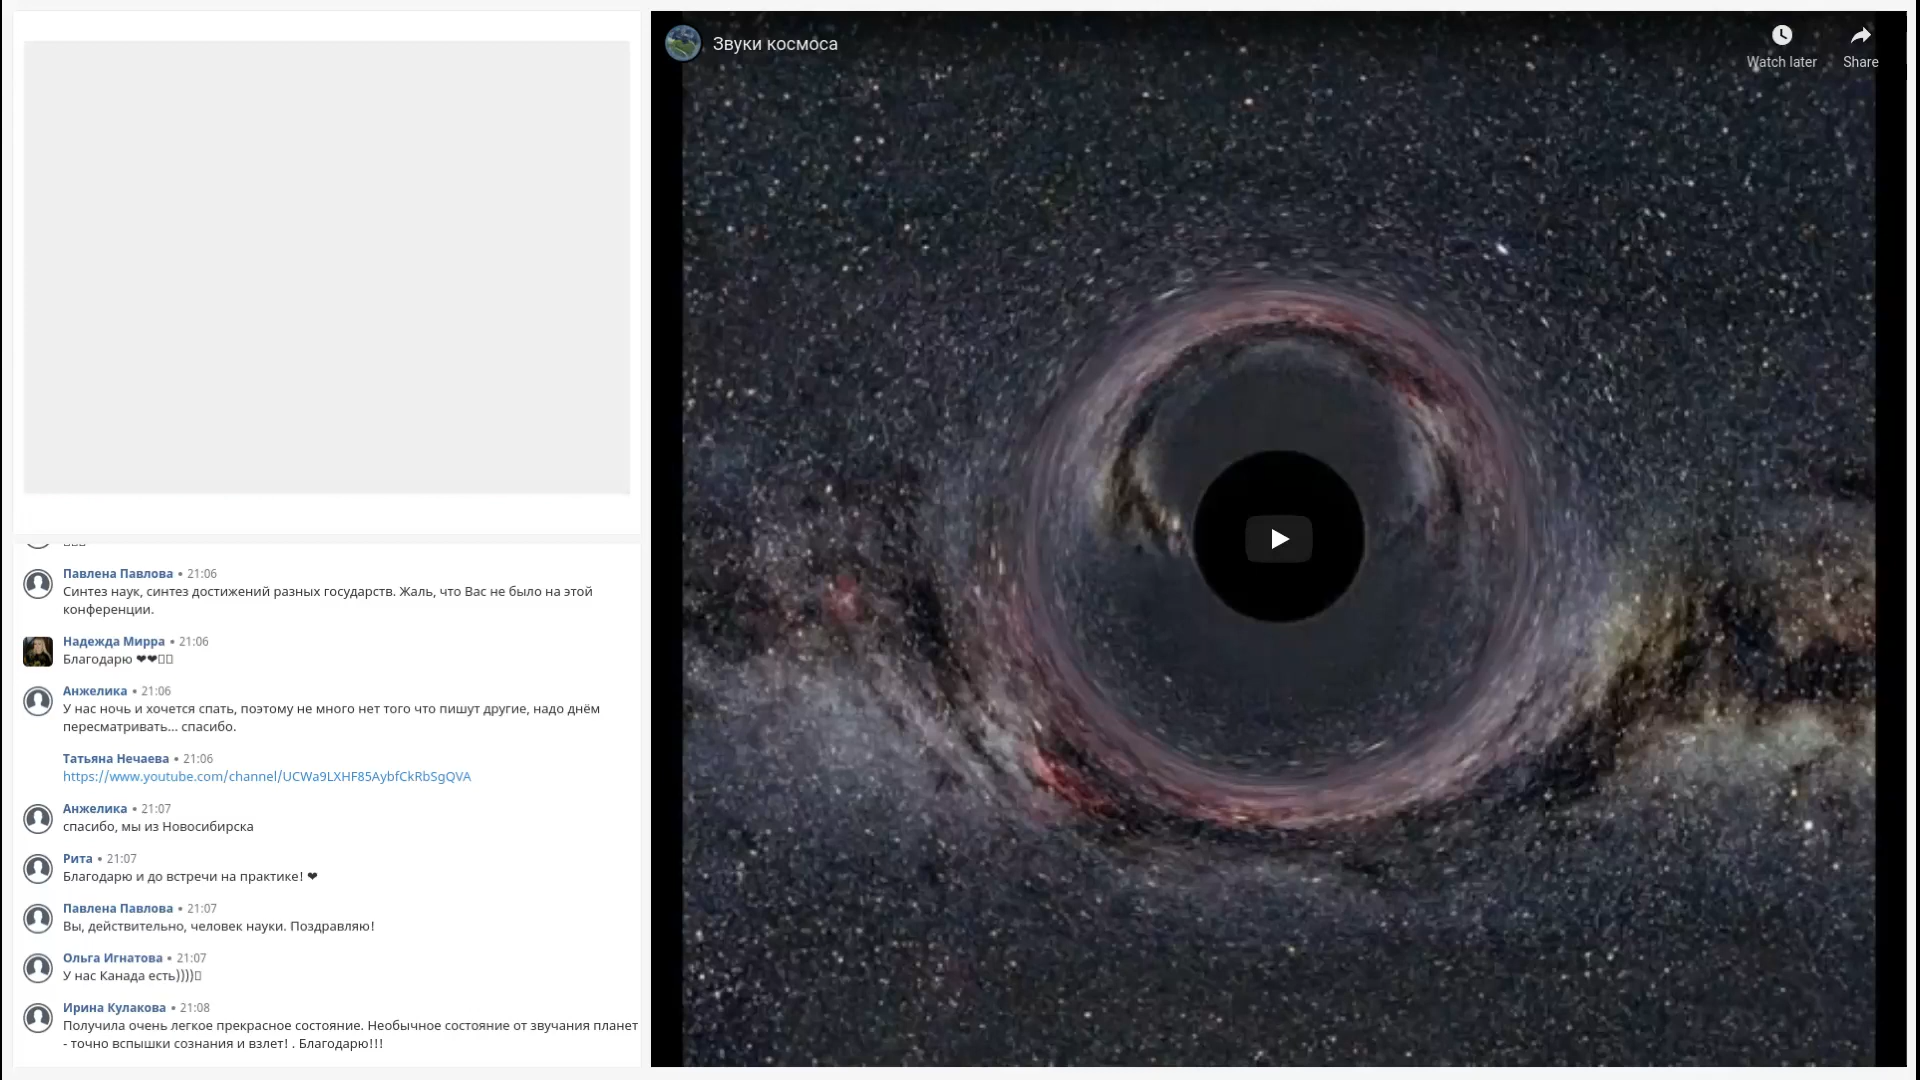 Павлена Павлова • 21:06
Синтез наук, синтез достижений разных государств. Жаль, что Вас не было на этой
конференции.
Надежда Мирра • 21:06
Благодарю ❤❤
Анжелика • 21:06
У нас ночь и хочется спать, поэтому не много нет того что пишут другие, надо днём
пересматривать... спасибо.
Татьяна Нечаева • 21:06
https://www.youtube.com/channel/UCWa9LXHF85AybfCkRbSgQVA
Анжелика • 21:07
спасибо, мы из Новосибирска
Рита • 21:07
Благодарю и до встречи на практике! ❤
Павлена Павлова • 21:07
Вы, действительно, человек науки. Поздравляю!
Ольга Игнатова • 21:07
У нас Канада есть))))
Ирина Кулакова • 21:08
Получила очень легкое прекрасное состояние. Необычное состояние от звучания планет
- точно вспышки сознания и взлет! . Благодарю!!!
Звуки космоса
Watch later
Share